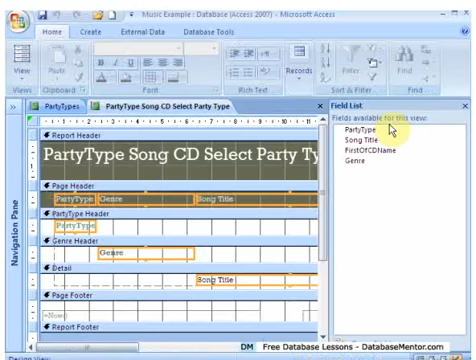 Music Example : Database (Access 2007) - Microsoft Access
Home Create External Data Database Tools
View Paste Records Filter Find
Views Clipboard Font Rich Text Sort & Filter Find
PartyTypes PartyType Song CD Select Party Type Field List
Fields available for this view:
PartyType
Song Title
FirstOfCDName
Genre
Report Header
PartyType Song CD Select Party Ty
Page Header
PartyType Genre Song Title
PartyType Header
PartyType
Genre Header
Genre
Detail
Song Title
Page Footer
=Now()
Report Footer
Navigation Pane
DM Free Database Lessons - DatabaseMentor.com
Design View